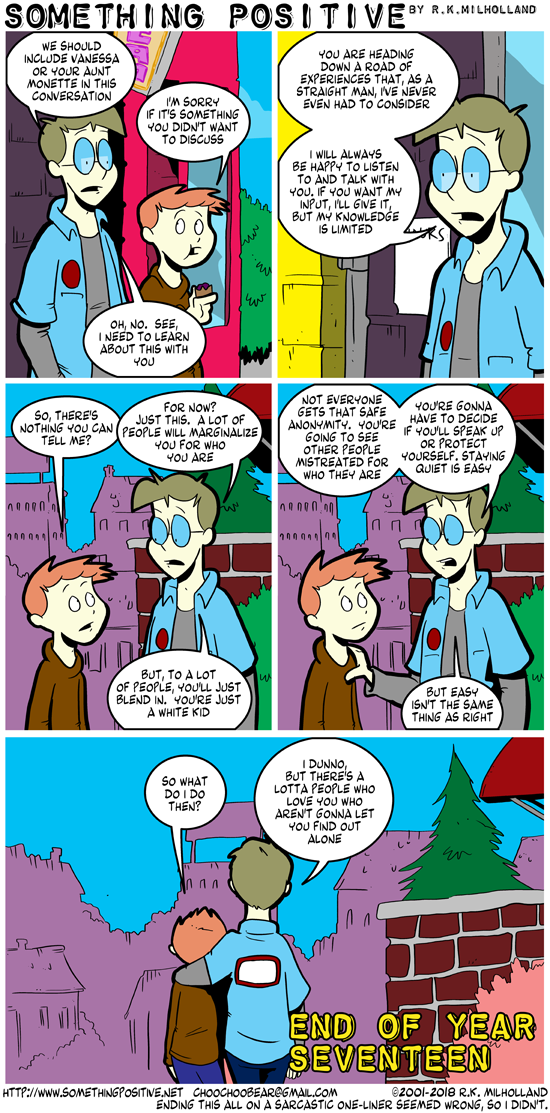 SOMETHING POSITIVE BY R.K.MILHOLLAND
WE SHOULD
INCLUDE VANESSA
OR YOUR AUNT
MONETTE IN THIS
CONVERSATION
I'M SORRY
IF IT'S SOMETHING
YOU DIDN'T WANT
TO DISCUSS
OH, NO. SEE,
I NEED TO LEARN
ABOUT THIS WITH
YOU
YOU ARE HEADING
DOWN A ROAD OF
EXPERIENCES THAT, AS A
STRAIGHT MAN, I'VE NEVER
EVEN HAD TO CONSIDER
I WILL ALWAYS
BE HAPPY TO LISTEN
TO AND TALK WITH
YOU. IF YOU WANT MY
INPUT, I'LL GIVE IT,
BUT MY KNOWLEDGE
IS LIMITED
SO, THERE'S
NOTHING YOU CAN
TELL ME?
FOR NOW?
JUST THIS. A LOT OF
PEOPLE WILL MARGINALIZE
YOU FOR WHO
YOU ARE
BUT, TO A LOT
OF PEOPLE, YOU'LL JUST
BLEND IN. YOU'RE JUST
A WHITE KID
NOT EVERYONE
GETS THAT SAFE
ANONYMITY. YOU'RE
GOING TO SEE
OTHER PEOPLE
MISTREATED FOR
WHO THEY ARE
YOU'RE GONNA
HAVE TO DECIDE
IF YOU'LL SPEAK UP
OR PROTECT
YOURSELF. STAYING
QUIET IS EASY
BUT EASY
ISN'T THE SAME
THING AS RIGHT
SO WHAT
DO I DO
THEN?
I DUNNO,
BUT THERE'S A
LOTTA PEOPLE WHO
LOVE YOU WHO
AREN'T GONNA LET
YOU FIND OUT
ALONE
END OF YEAR
SEVENTEEN
HTTP://WWW.SOMETHINGPOSITIVE.NET CHOOCHOOBEAR@GMAIL.COM ©2001-2018 R.K. MILHOLLAND
ENDING THIS ALL ON A SARCASTIC ONE-LINER SEEMED WRONG, SO I DIDN'T.